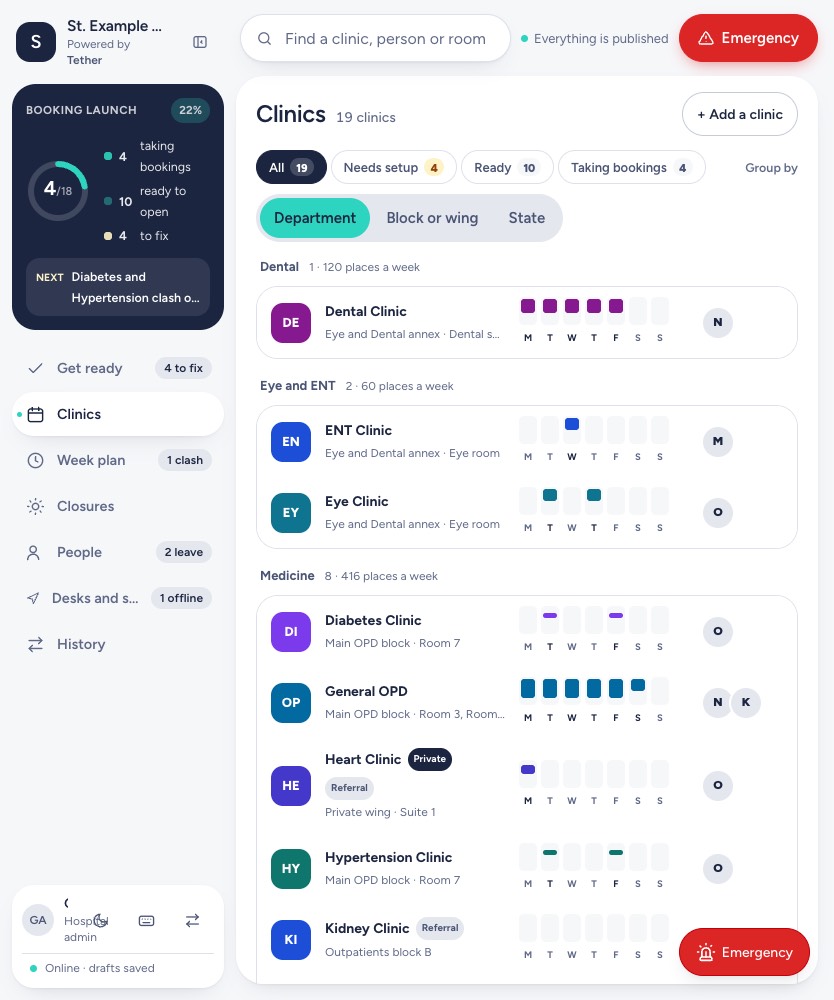 S
St. Example ...
Powered by
Tether
Find a clinic, person or room
Everything is published
Emergency
BOOKING LAUNCH
22%
4/18
4 taking bookings
10 ready to open
4 to fix
NEXT Diabetes and
Hypertension clash o...
Get ready
4 to fix
Clinics
Week plan
1 clash
Closures
People
2 leave
Desks and s...
1 offline
History
GA
Hospital
admin
Online · drafts saved
Clinics 19 clinics
+ Add a clinic
All 19
Needs setup 4
Ready 10
Taking bookings 4
Group by
Department
Block or wing
State
Dental 1 · 120 places a week
DE
Dental Clinic
Eye and Dental annex · Dental s...
M T W T F S S
N
Eye and ENT 2 · 60 places a week
EN
ENT Clinic
Eye and Dental annex · Eye room
M T W T F S S
M
EY
Eye Clinic
Eye and Dental annex · Eye room
M T W T F S S
O
Medicine 8 · 416 places a week
DI
Diabetes Clinic
Main OPD block · Room 7
M T W T F S S
O
OP
General OPD
Main OPD block · Room 3, Room...
M T W T F S S
N K
HE
Heart Clinic Private
Referral
Private wing · Suite 1
M T W T F S S
O
HY
Hypertension Clinic
Main OPD block · Room 7
M T W T F S S
O
KI
Kidney Clinic Referral
Outpatients block B
M T W T F S S
Emergency